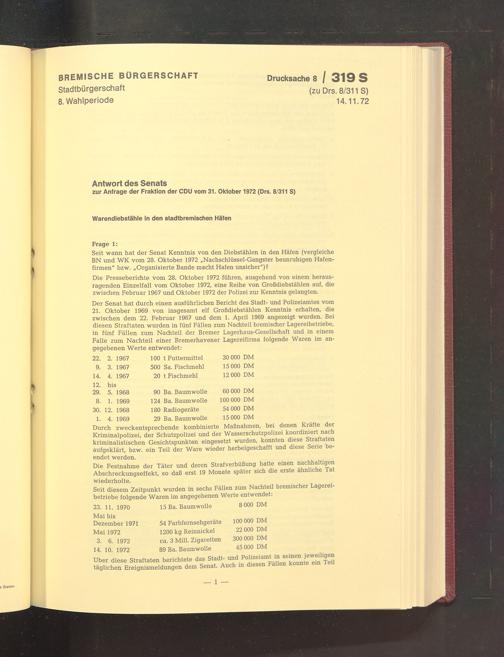 BREMISCHE BÜRGERSCHAFT
Stadtbürgerschaft
8. Wahlperiode
Drucksache 8 / 319 S
(zu Drs. 8/311 S)
14. 11. 72
Antwort des Senats
zur Anfrage der Fraktion der CDU vom 31. Oktober 1972 (Drs. 8/311 S)
Warendiebstähle in den stadtbremischen Häfen
Frage 1:
Seit wann hat der Senat Kenntnis von den Diebstählen in den Häfen (vergleiche
BN und WK vom 28. Oktober 1972 „Nachschlüssel-Gangster beunruhigen Hafen-
firmen" bzw. „Organisierte Bande macht Hafen unsicher")?
Die Presseberichte vom 28. Oktober 1972 führen, ausgehend von einem heraus-
ragenden Einzelfall vom Oktober 1972, eine Reihe von Großdiebstählen auf, die
zwischen Februar 1967 und Oktober 1972 der Polizei zur Kenntnis gelangten.
Der Senat hat durch einen ausführlichen Bericht des Stadt- und Polizeiamtes vom
21. Oktober 1969 von insgesamt elf Großdiebstählen Kenntnis erhalten, die
zwischen dem 22. Februar 1967 und dem 1. April 1969 angezeigt wurden. Bei
diesen Straftaten wurden in fünf Fällen zum Nachteil bremischer Lagereibetriebe,
in fünf Fällen zum Nachteil der Bremer Lagerhaus-Gesellschaft und in einem
Falle zum Nachteil einer Bremerhavener Lagereifirma folgende Waren im an-
gegebenen Werte entwendet:
22. 2. 1967 100 t Futtermittel 30 000 DM
9. 3. 1967 500 Sa. Fischmehl 15 000 DM
14. 4. 1967 20 t Fischmehl 12 000 DM
12. bis
29. 5. 1968 90 Ba. Baumwolle 60 000 DM
8. 1. 1969 124 Ba. Baumwolle 100 000 DM
30. 12. 1968 180 Radiogeräte 54 000 DM
1. 4. 1969 29 Ba. Baumwolle 15 000 DM
Durch zweckentsprechende kombinierte Maßnahmen, bei denen Kräfte der
Kriminalpolizei, der Schutzpolizei und der Wasserschutzpolizei koordiniert nach
kriminalistischen Gesichtspunkten eingesetzt wurden, konnten diese Straftaten
aufgeklärt, bzw. ein Teil der Ware wieder herbeigeschafft und diese Serie be-
endet werden.
Die Festnahme der Täter und deren Strafverbüßung hatte einen nachhaltigen
Abschreckungseffekt, so daß erst 19 Monate später sich die erste ähnliche Tat
wiederholte.
Seit diesem Zeitpunkt wurden in sechs Fällen zum Nachteil bremischer Lagerei-
betriebe folgende Waren im angegebenen Werte entwendet:
23. 11. 1970 15 Ba. Baumwolle 8 000 DM
Mai bis
Dezember 1971 54 Farbfernsehgeräte 100 000 DM
Mai 1972 1200 kg Reinnickel 22 000 DM
3. 6. 1972 ca. 3 Mill. Zigaretten 300 000 DM
14. 10. 1972 89 Ba. Baumwolle 45 000 DM
Über diese Straftaten berichtete das Stadt- und Polizeiamt in seinen jeweiligen
täglichen Ereignismeldungen dem Senat. Auch in diesen Fällen konnte ein Teil
— 1 —